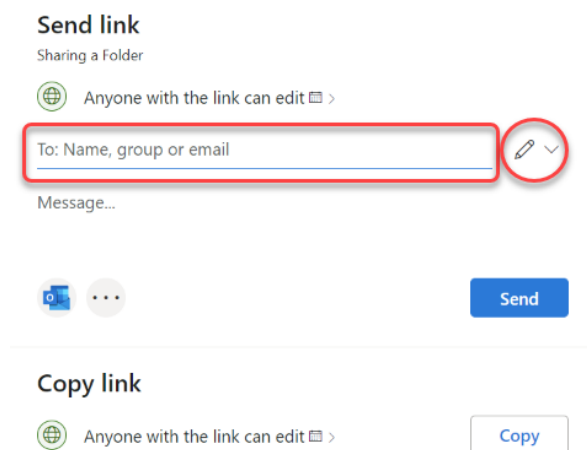 Send link
Sharing a Folder
Anyone with the link can edit
To: Name, group or email
Message...
Send
Copy link
Anyone with the link can edit
Copy